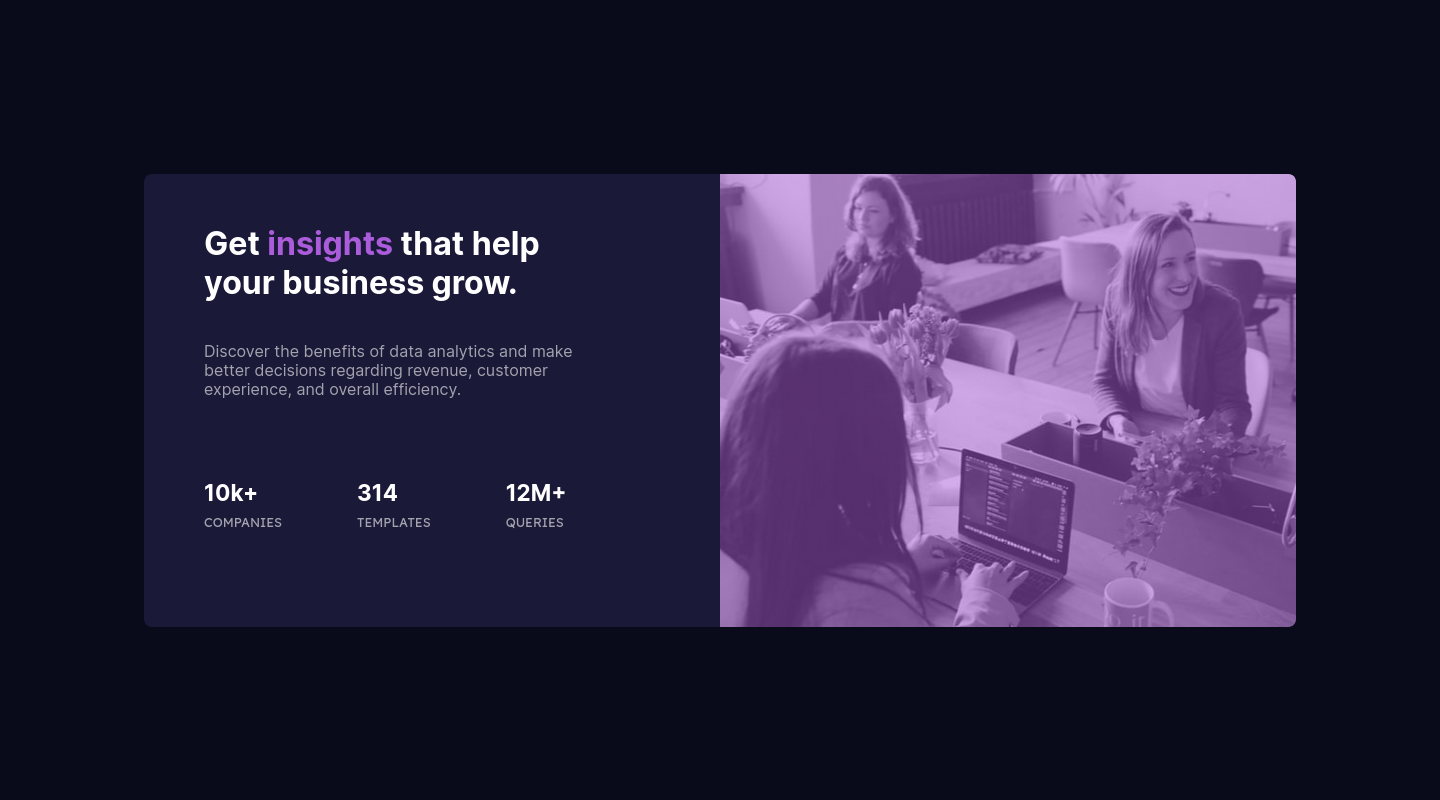 Get insights that help
your business grow.
Discover the benefits of data analytics and make
better decisions regarding revenue, customer
experience, and overall efficiency.
10k+ 314 12M+
COMPANIES TEMPLATES QUERIES